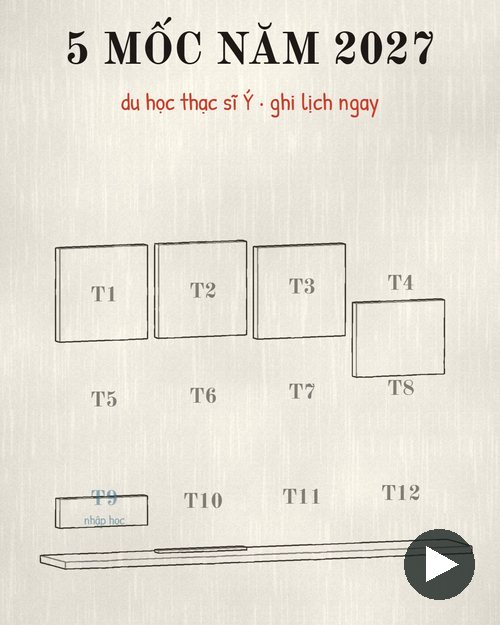 5 MỐC NĂM 2027
du học thạc sĩ Ý · ghi lịch ngay
T1 T2 T3 T4
T5 T6 T7 T8
T9 T10 T11 T12
nhập học